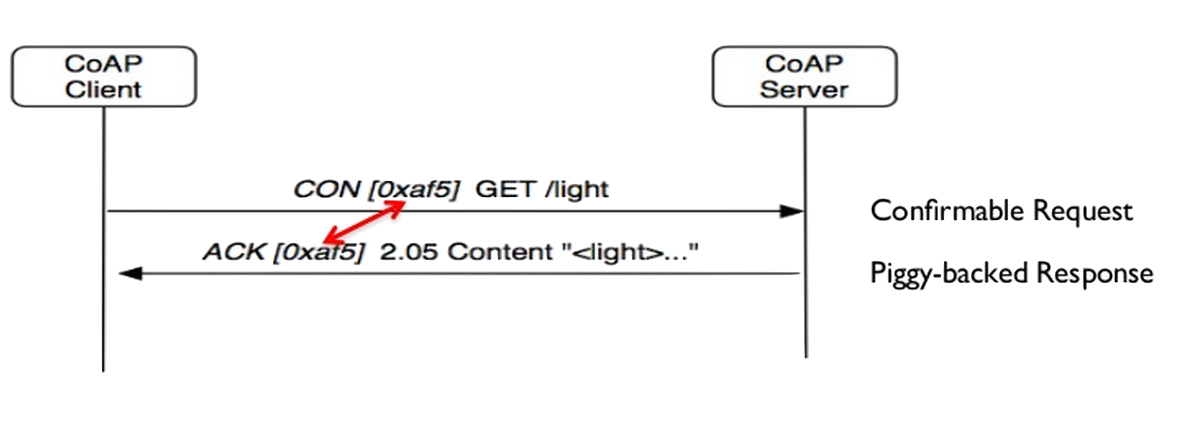 CoAP
Client
CoAP
Server
CON [0xaf5] GET /light
Confirmable Request
ACK [0xaf5] 2.05 Content "<light>..."
Piggy-backed Response